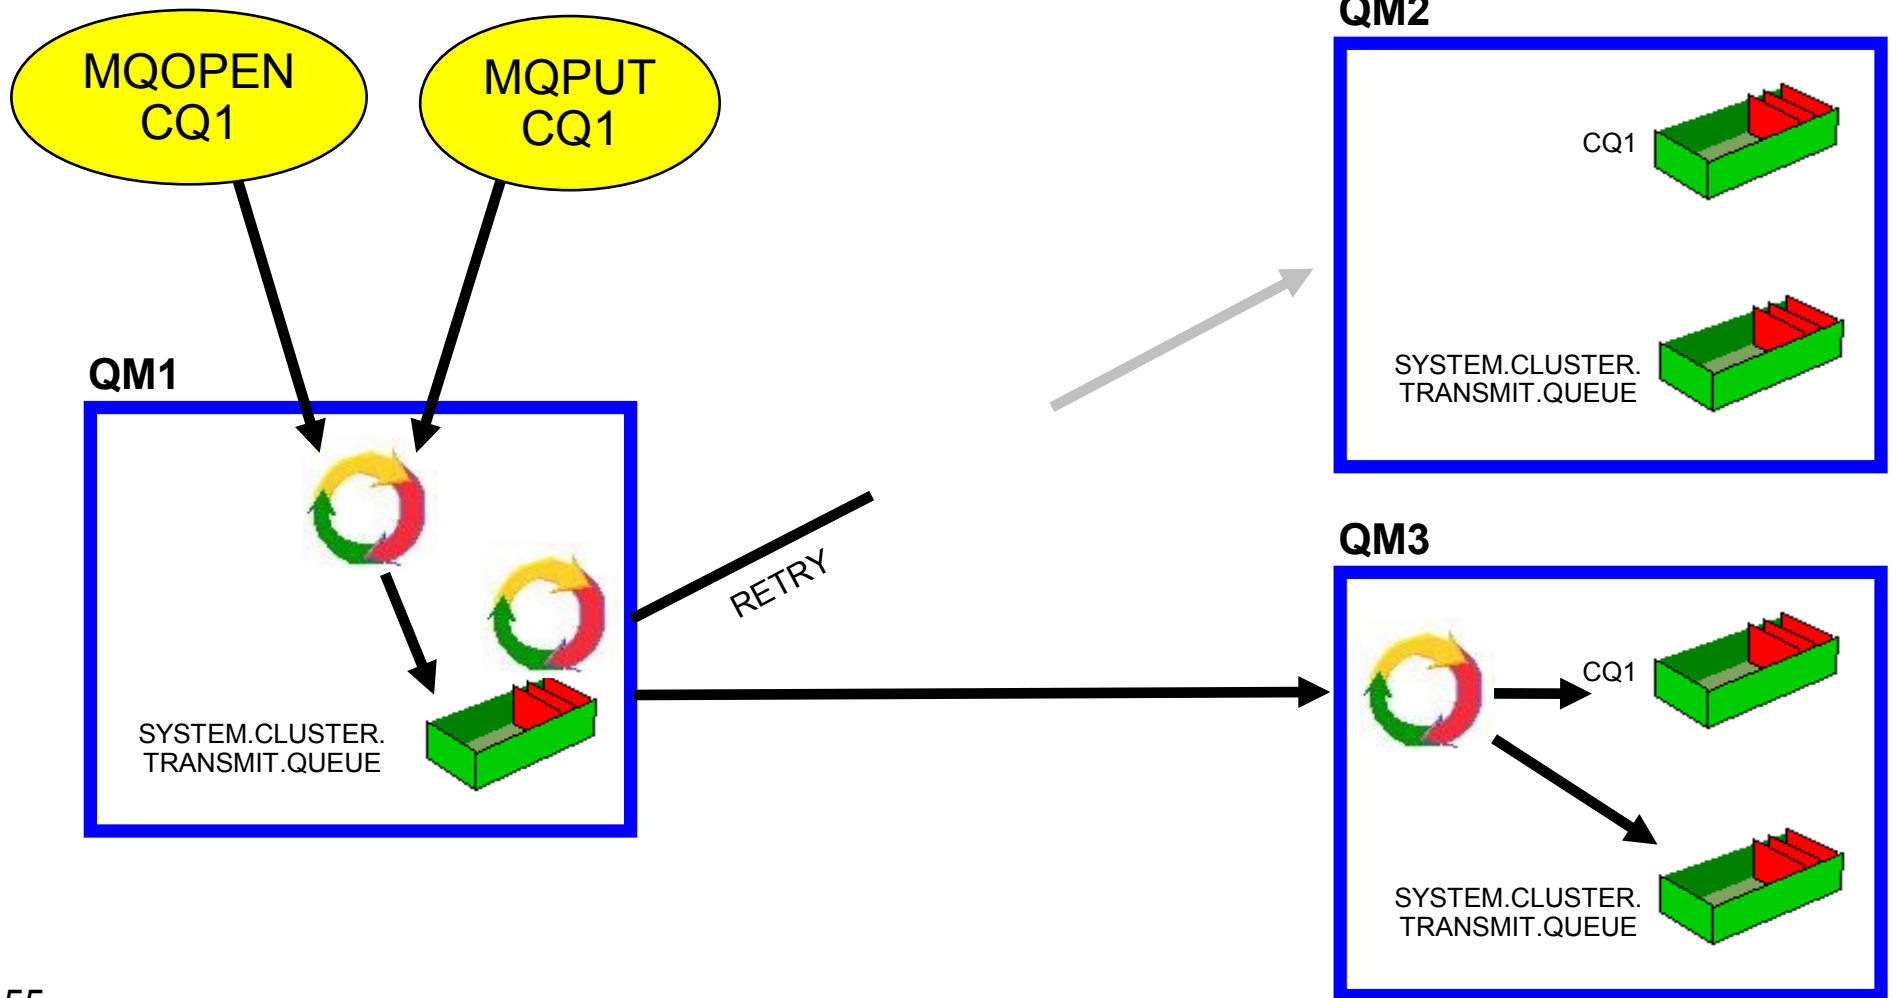 MQOPEN
CQ1
MQPUT
CQ1
QM2
CQ1
SYSTEM.CLUSTER.
TRANSMIT.QUEUE
QM1
RETRY
SYSTEM.CLUSTER.
TRANSMIT.QUEUE
QM3
CQ1
SYSTEM.CLUSTER.
TRANSMIT.QUEUE
55